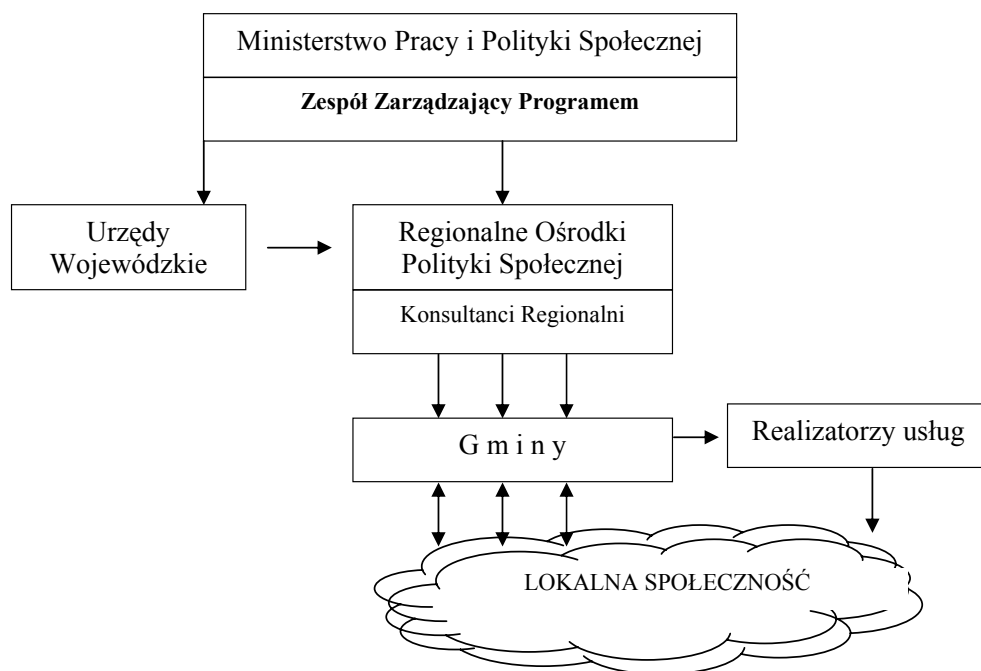 Ministerstwo Pracy i Polityki Społecznej
Zespół Zarządzający Programem
Urzędy
Wojewódzkie
Regionalne Ośrodki
Polityki Społecznej
Konsultanci Regionalni
G m i n y
Realizatorzy usług
LOKALNA SPOŁECZNOŚĆ